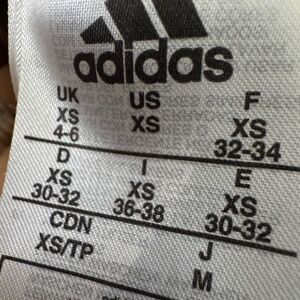 adidas
UK US F
XS XS XS
4-6 32-34
D I E
XS XS XS
30-32 36-38 30-32
CDN J
XS/TP M